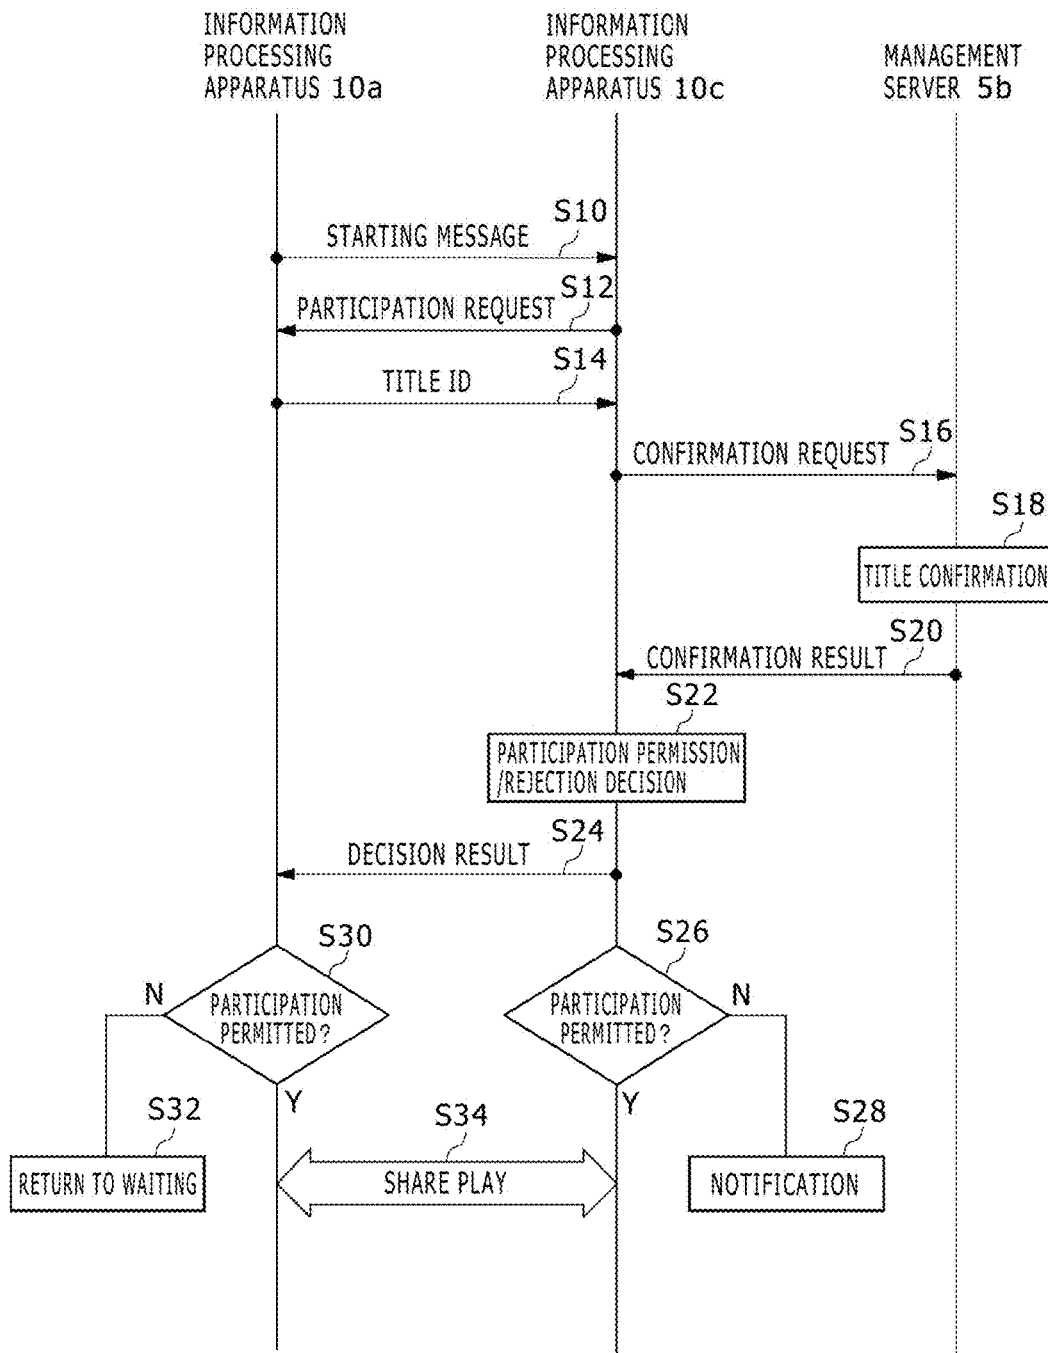 INFORMATION
PROCESSING
APPARATUS 10a
INFORMATION
PROCESSING
APPARATUS 10c
MANAGEMENT
SERVER 5b
S10
STARTING MESSAGE
S12
PARTICIPATION REQUEST
S14
TITLE ID
S16
CONFIRMATION REQUEST
S18
TITLE CONFIRMATION
S20
CONFIRMATION RESULT
S22
PARTICIPATION PERMISSION
/REJECTION DECISION
S24
DECISION RESULT
S30
N
PARTICIPATION
PERMITTED?
Y
S26
PARTICIPATION
PERMITTED?
N
Y
S32
RETURN TO WAITING
S34
SHARE PLAY
S28
NOTIFICATION